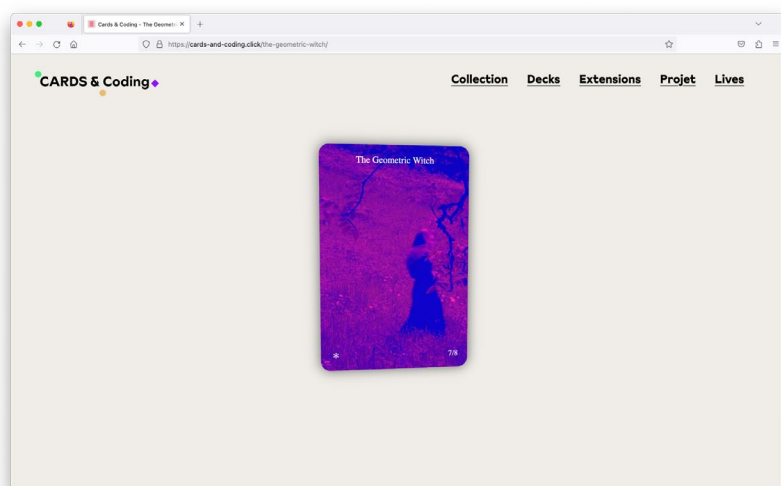 Cards & Coding - The Geometri
https://cards-and-coding.click/the-geometric-witch/
CARDS & Coding
Collection Decks Extensions Projet Lives
The Geometric Witch
* 7/8